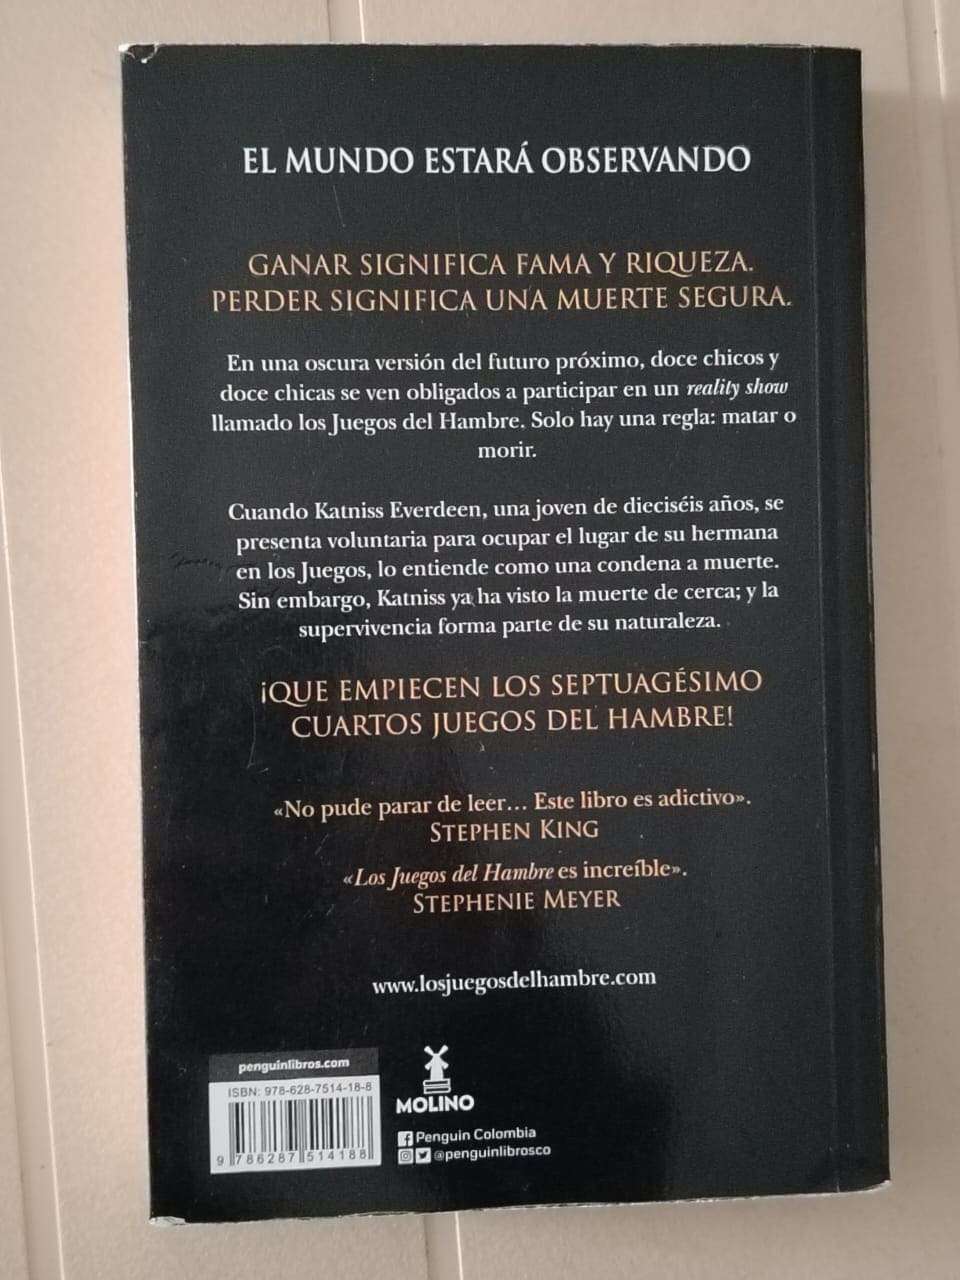 EL MUNDO ESTARÁ OBSERVANDO
GANAR SIGNIFICA FAMA Y RIQUEZA.
PERDER SIGNIFICA UNA MUERTE SEGURA.
En una oscura versión del futuro próximo, doce chicos y
doce chicas se ven obligados a participar en un reality show
llamado los Juegos del Hambre. Solo hay una regla: matar o
morir.
Cuando Katniss Everdeen, una joven de dieciséis años, se
presenta voluntaria para ocupar el lugar de su hermana
en los Juegos, lo entiende como una condena a muerte.
Sin embargo, Katniss ya ha visto la muerte de cerca; y la
supervivencia forma parte de su naturaleza.
¡QUE EMPIECEN LOS SEPTUAGÉSIMO
CUARTOS JUEGOS DEL HAMBRE!
«No pude parar de leer... Este libro es adictivo».
STEPHEN KING
«Los Juegos del Hambre es increíble».
STEPHENIE MEYER
www.losjuegosdelhambre.com
penguinlibros.com
ISBN: 978-628-7514-18-8
9 786287 514188
MOLINO
Penguin Colombia
@penguinlibrosco